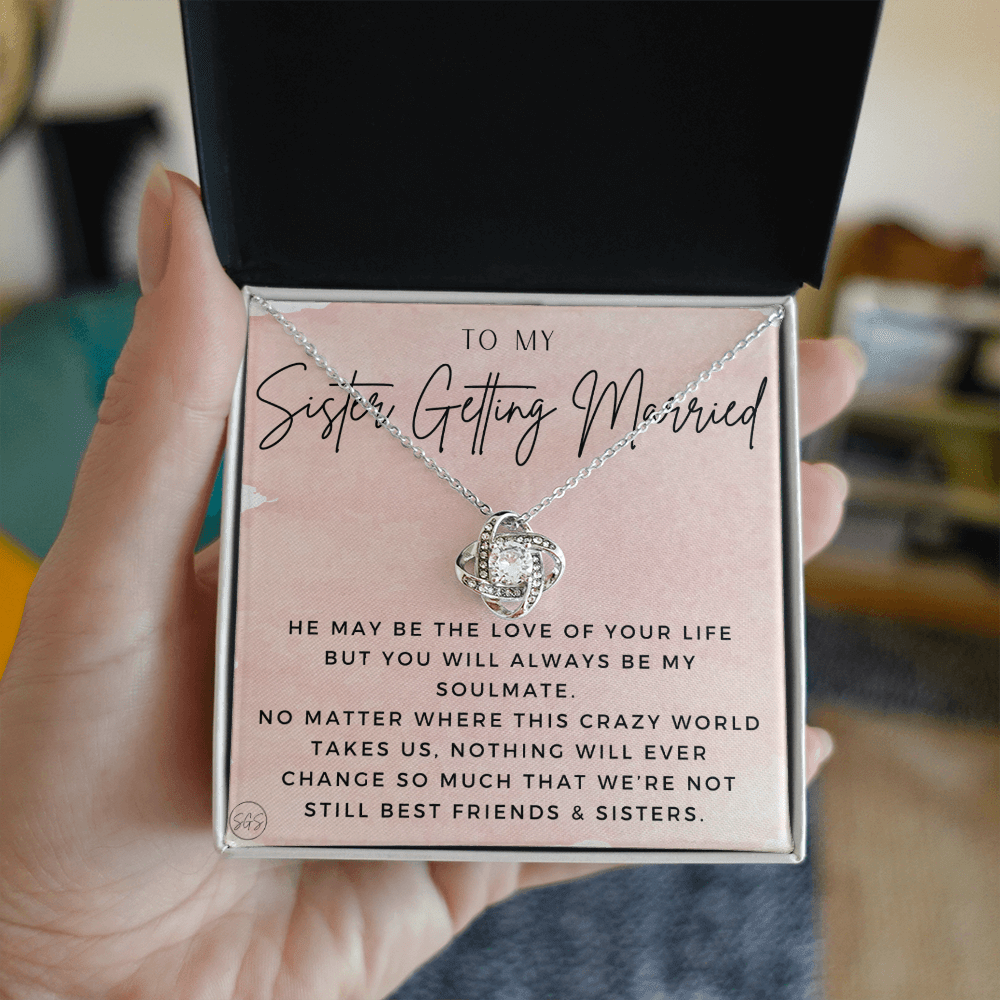 TO MY
Sister Getting Married
HE MAY BE THE LOVE OF YOUR LIFE
BUT YOU WILL ALWAYS BE MY
SOULMATE.
NO MATTER WHERE THIS CRAZY WORLD
TAKES US, NOTHING WILL EVER
CHANGE SO MUCH THAT WE'RE NOT
STILL BEST FRIENDS & SISTERS.
SGS